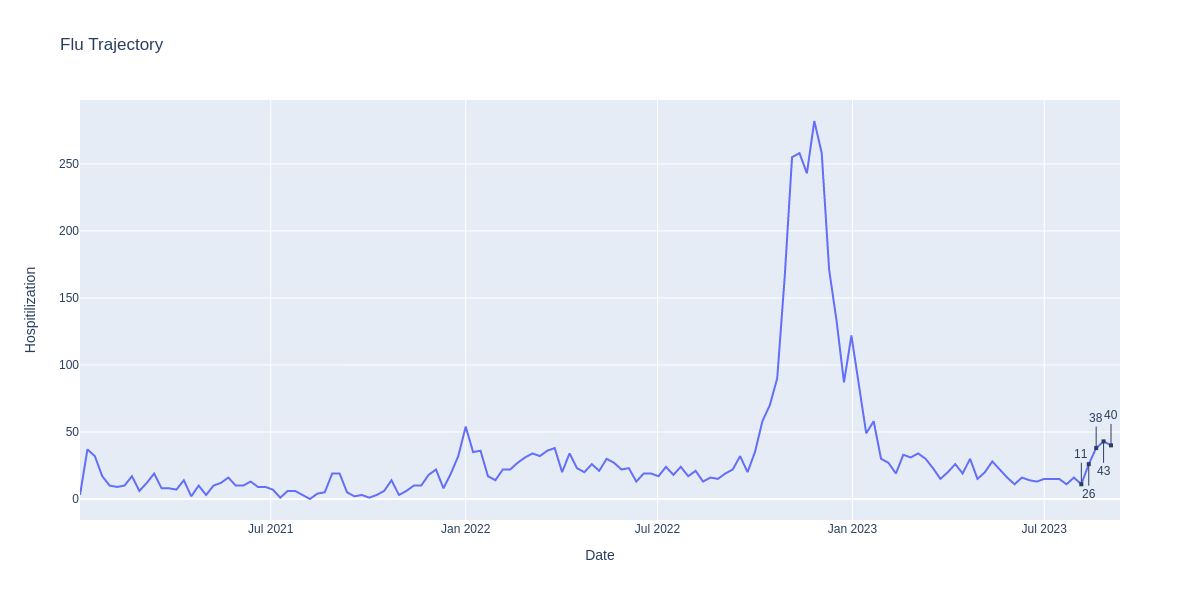 Flu Trajectory
Hospitilization
250
200
150
100
50
0
38
40
11
43
26
Jul 2021
Jan 2022
Jul 2022
Jan 2023
Jul 2023
Date